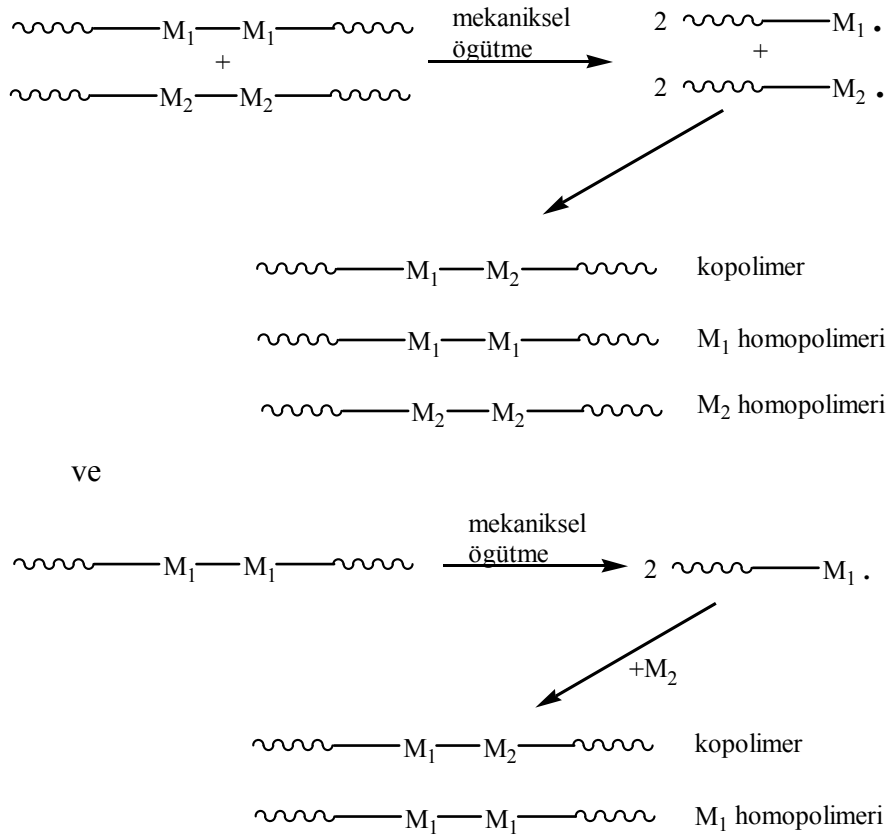 M₁ M₁ mekaniksel ögütme 2 M₁ .
+ +
M₂ M₂ 2 M₂ .
M₁ M₂ kopolimer
M₁ M₁ M₁ homopolimeri
M₂ M₂ M₂ homopolimeri
ve
M₁ M₁ mekaniksel ögütme 2 M₁ .
+M₂
M₁ M₂ kopolimer
M₁ M₁ M₁ homopolimeri